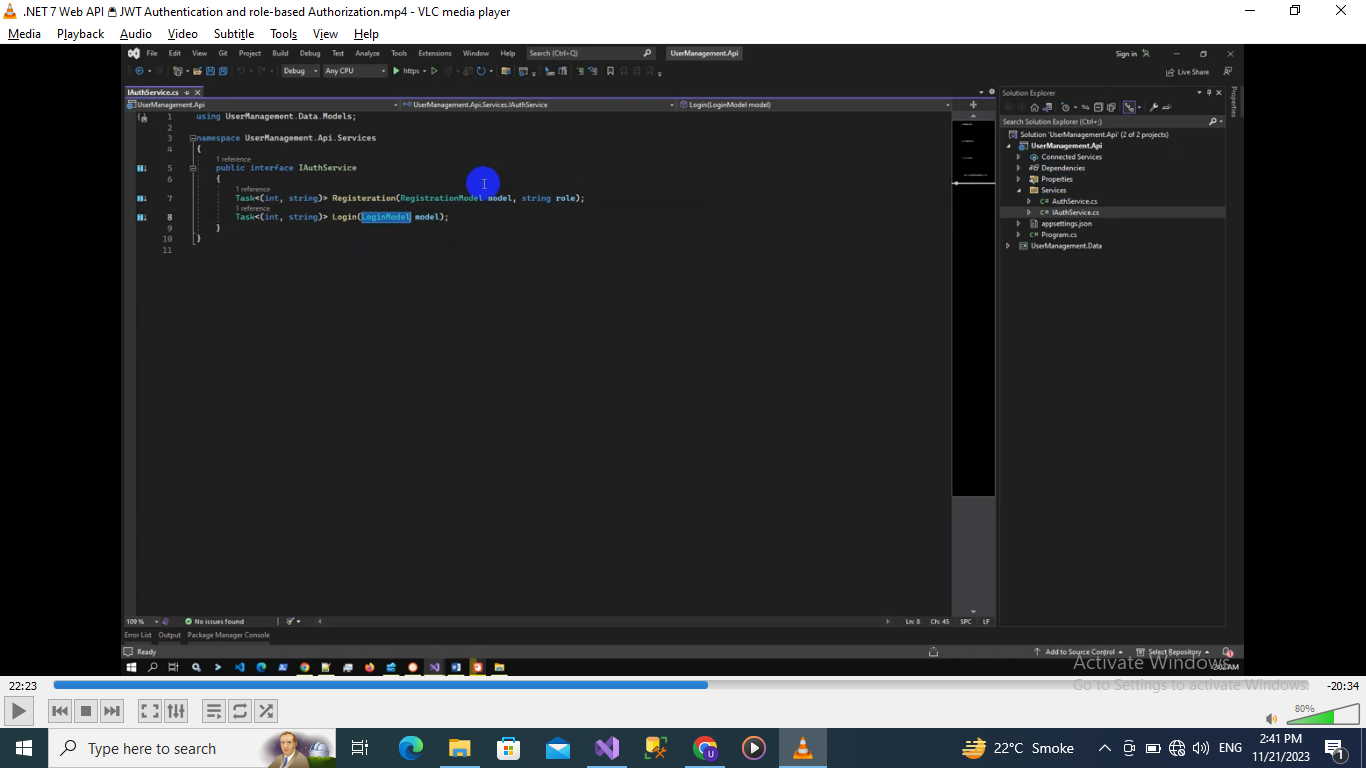 .NET 7 Web API 🔒 JWT Authentication and role-based Authorization.mp4 - VLC media player
Media Playback Audio Video Subtitle Tools View Help
File Edit View Git Project Build Debug Test Analyze Tools Extensions Window Help Search (Ctrl+Q) UserManagement.Api Sign in
Debug Any CPU https Live Share
IAuthService.cs
UserManagement.Api UserManagement.Api.Services.IAuthService Login(LoginModel model)
1 using UserManagement.Data.Models;
2
3 namespace UserManagement.Api.Services
4 {
1 reference
5 public interface IAuthService
6 {
1 reference
7 Task<(int, string)> Registeration(RegistrationModel model, string role);
1 reference
8 Task<(int, string)> Login(LoginModel model);
9 }
10 }
11
Solution Explorer
Search Solution Explorer (Ctrl+;)
Solution 'UserManagement.Api' (2 of 2 projects)
UserManagement.Api
Connected Services
Dependencies
Properties
Services
C# AuthService.cs
C# IAuthService.cs
appsettings.json
C# Program.cs
UserManagement.Data
Properties
109 % No issues found Ln: 8 Ch: 45 SPC LF
Error List Output Package Manager Console
Ready Add to Source Control Select Repository
Activate Windows
Go to Settings to activate Windows.
22:23 -20:34
80%
Type here to search 22°C Smoke ENG 2:41 PM
11/21/2023